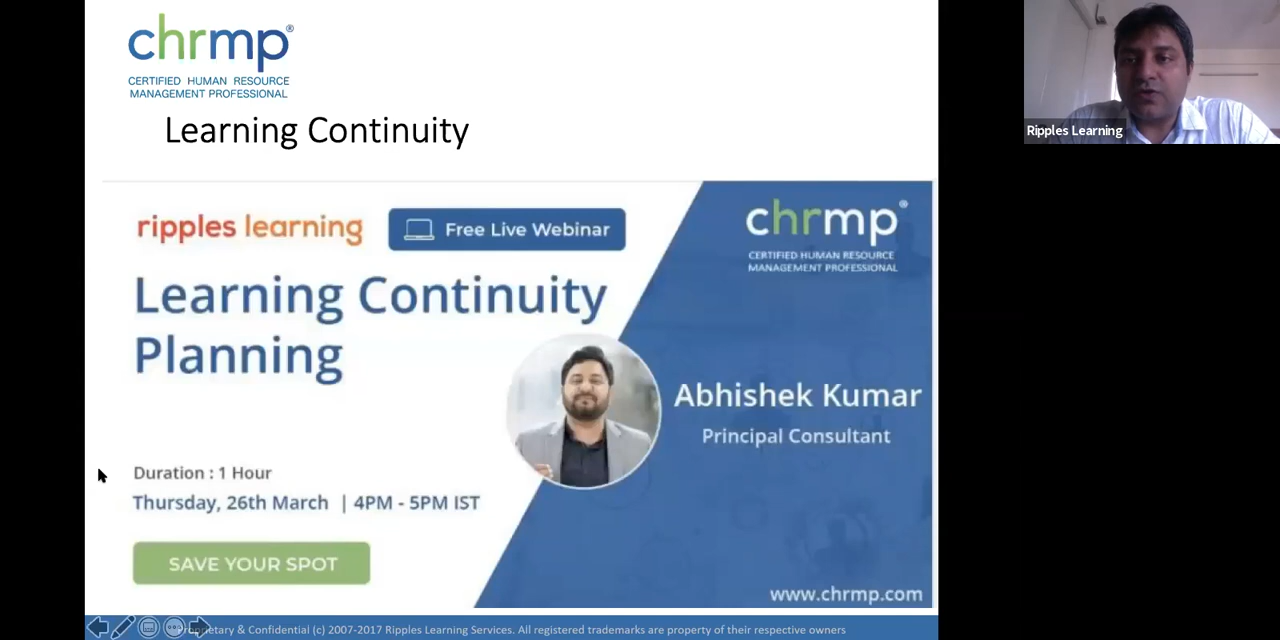 chrmp®
CERTIFIED HUMAN RESOURCE
MANAGEMENT PROFESSIONAL
Learning Continuity
ripples learning
Free Live Webinar
Learning Continuity
Planning
Duration : 1 Hour
Thursday, 26th March | 4PM - 5PM IST
SAVE YOUR SPOT
chrmp®
CERTIFIED HUMAN RESOURCE
MANAGEMENT PROFESSIONAL
Abhishek Kumar
Principal Consultant
www.chrmp.com
& Confidential (c) 2007-2017 Ripples Learning Services. All registered trademarks are property of their respective owners
Ripples Learning